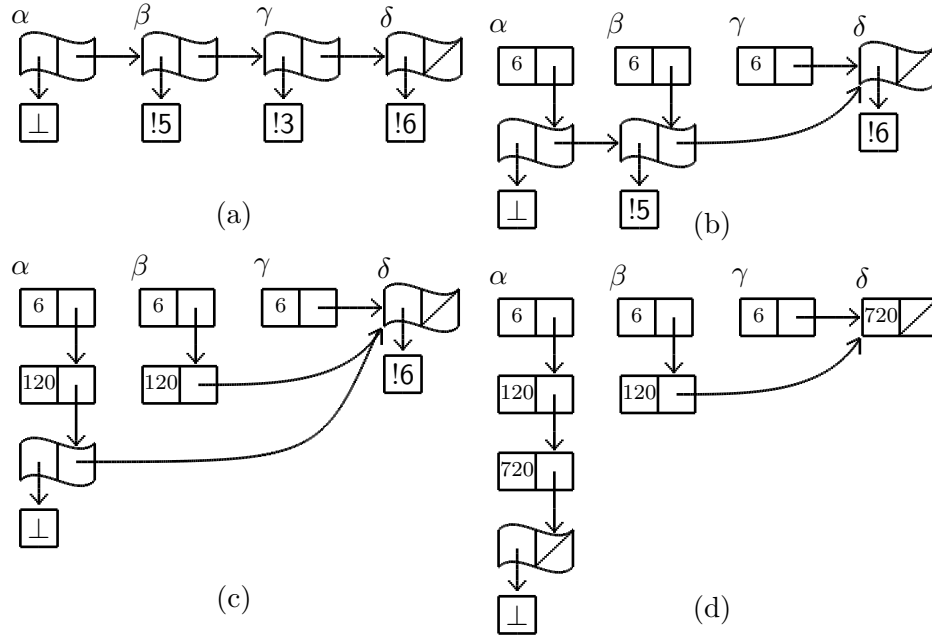 α β γ δ
⊥ !5 !3 !6
(a)
α β γ δ
6 6 6
!6
⊥ !5
(b)
α β γ δ
6 6 6
120 120 !6
⊥
(c)
α β γ δ
6 6 6 720
120 120
720
⊥
(d)